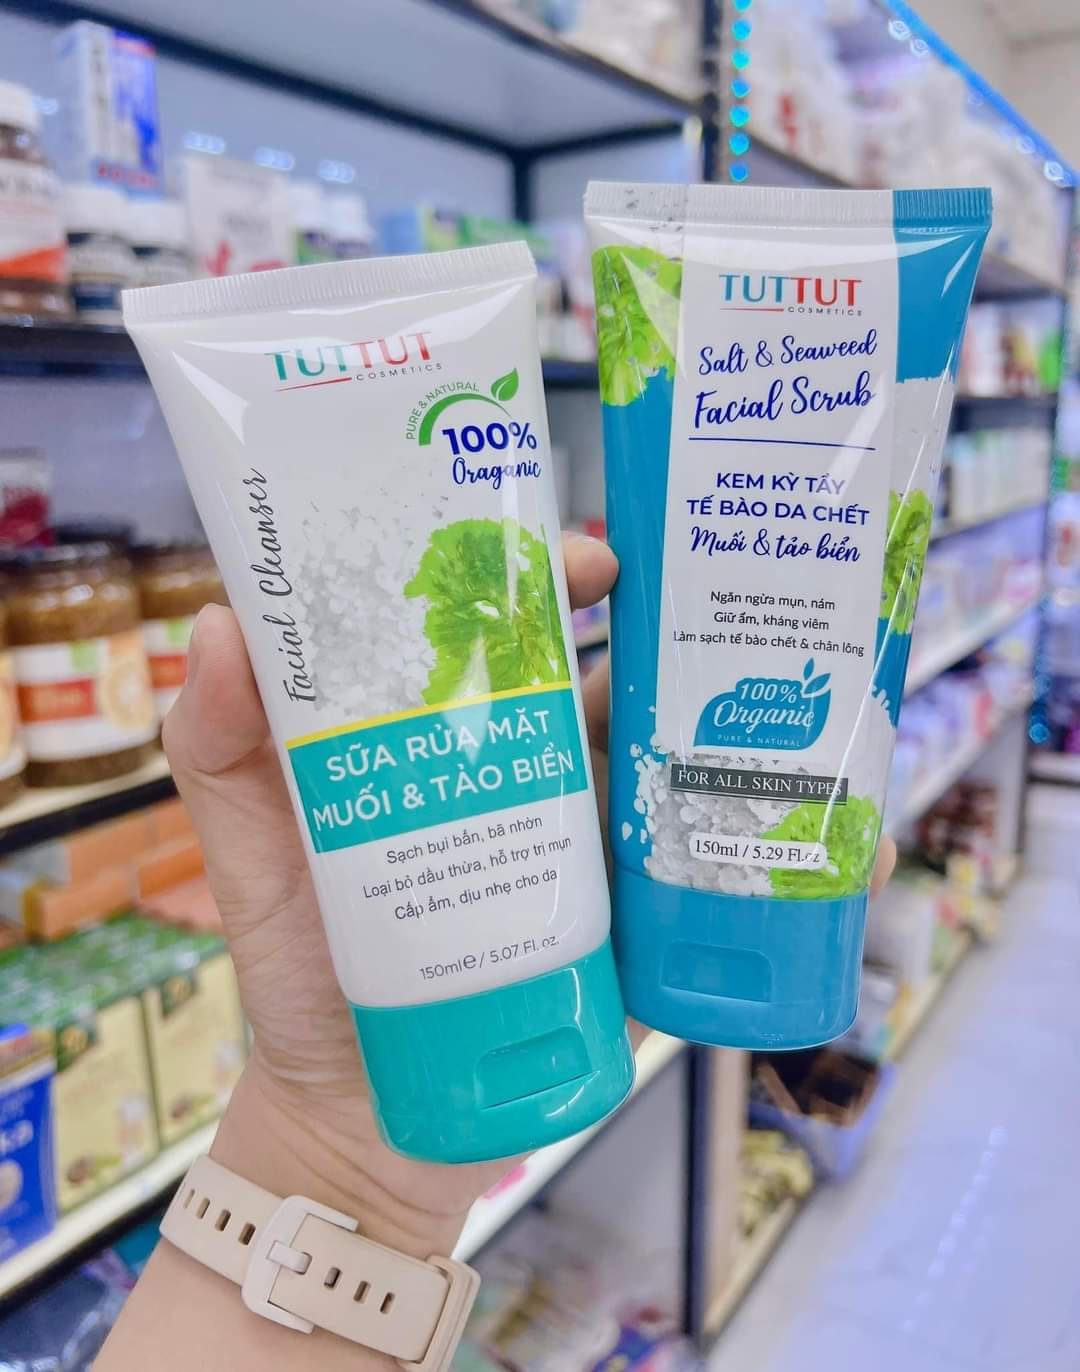 TUTTUT
COSMETICS
PURE & NATURAL
100%
Oraganic
Facial Cleanser
SỮA RỬA MẶT
MUỐI & TẢO BIỂN
Sạch bụi bẩn, bã nhờn
Loại bỏ dầu thừa, hỗ trợ trị mụn
Cấp ẩm, dịu nhẹ cho da
150ml℮ / 5.07 Fl. oz.
TUTTUT
COSMETICS
Salt & Seaweed
Facial Scrub
KEM KỲ TẨY
TẾ BÀO DA CHẾT
Muối & tảo biển
Ngăn ngừa mụn, nám
Giữ ẩm, kháng viêm
Làm sạch tế bào chết & chân lông
100%
Organic
PURE & NATURAL
FOR ALL SKIN TYPES
150ml / 5.29 Fl.oz